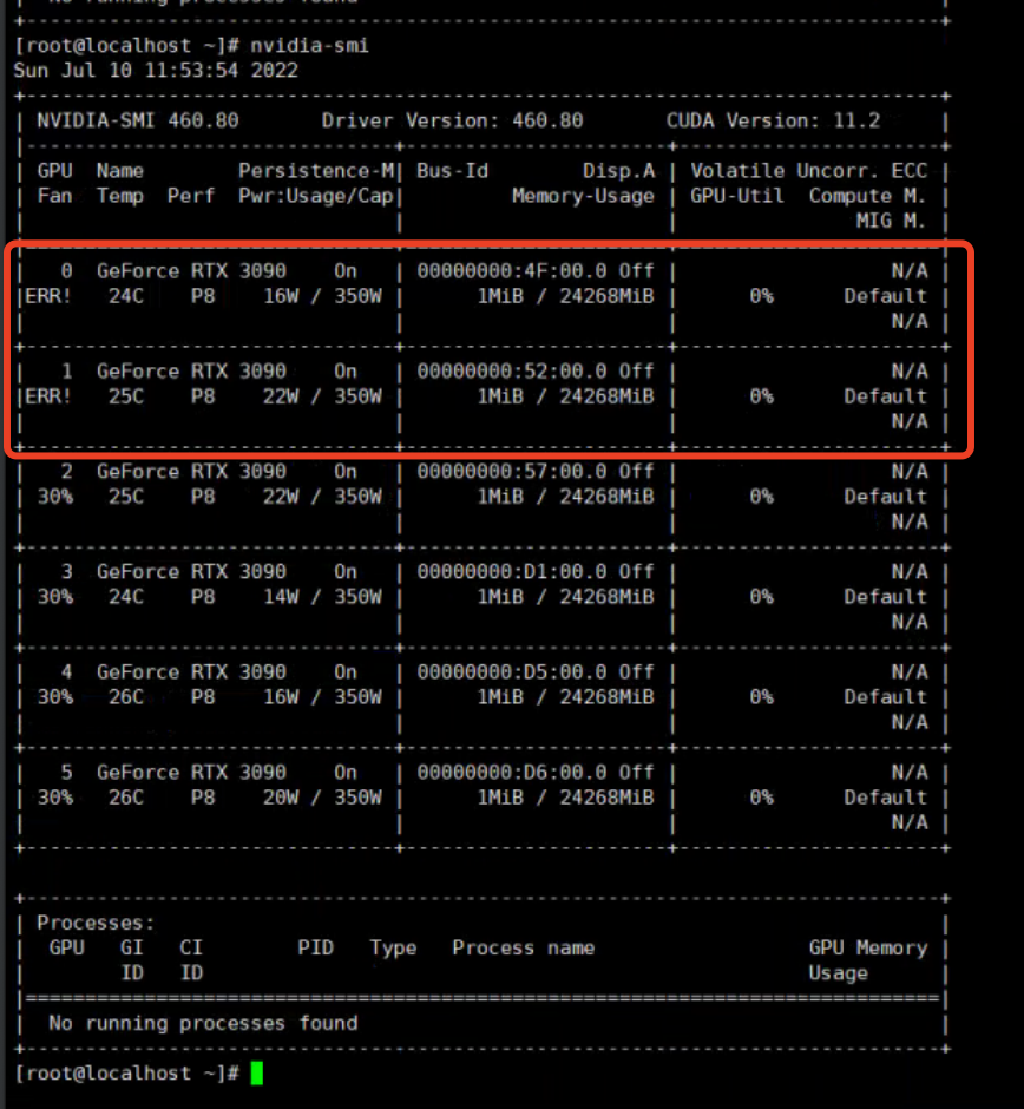 No running processes found
[root@localhost ~]# nvidia-smi
Sun Jul 10 11:53:54 2022
+-----------------------------------------------------------------------------+
| NVIDIA-SMI 460.80       Driver Version: 460.80       CUDA Version: 11.2     |
|-------------------------------+----------------------+----------------------+
| GPU  Name        Persistence-M| Bus-Id        Disp.A | Volatile Uncorr. ECC |
| Fan  Temp  Perf  Pwr:Usage/Cap|         Memory-Usage | GPU-Util  Compute M. |
|                               |                      |               MIG M. |
|   0  GeForce RTX 3090    On   | 00000000:4F:00.0 Off |                  N/A |
|ERR!   24C    P8    16W / 350W |      1MiB / 24268MiB |      0%      Default |
|                               |                      |                  N/A |
+-------------------------------+----------------------+----------------------+
|   1  GeForce RTX 3090    On   | 00000000:52:00.0 Off |                  N/A |
|ERR!   25C    P8    22W / 350W |      1MiB / 24268MiB |      0%      Default |
|                               |                      |                  N/A |
+-------------------------------+----------------------+----------------------+
|   2  GeForce RTX 3090    On   | 00000000:57:00.0 Off |                  N/A |
| 30%   25C    P8    22W / 350W |      1MiB / 24268MiB |      0%      Default |
|                               |                      |                  N/A |
+-------------------------------+----------------------+----------------------+
|   3  GeForce RTX 3090    On   | 00000000:D1:00.0 Off |                  N/A |
| 30%   24C    P8    14W / 350W |      1MiB / 24268MiB |      0%      Default |
|                               |                      |                  N/A |
+-------------------------------+----------------------+----------------------+
|   4  GeForce RTX 3090    On   | 00000000:D5:00.0 Off |                  N/A |
| 30%   26C    P8    16W / 350W |      1MiB / 24268MiB |      0%      Default |
|                               |                      |                  N/A |
+-------------------------------+----------------------+----------------------+
|   5  GeForce RTX 3090    On   | 00000000:D6:00.0 Off |                  N/A |
| 30%   26C    P8    20W / 350W |      1MiB / 24268MiB |      0%      Default |
|                               |                      |                  N/A |
+-------------------------------+----------------------+----------------------+
+-----------------------------------------------------------------------------+
| Processes:                                                                  |
|  GPU   GI   CI        PID   Type   Process name                  GPU Memory |
|        ID   ID                                                   Usage      |
|=============================================================================|
|  No running processes found                                                 |
+-----------------------------------------------------------------------------+
[root@localhost ~]#